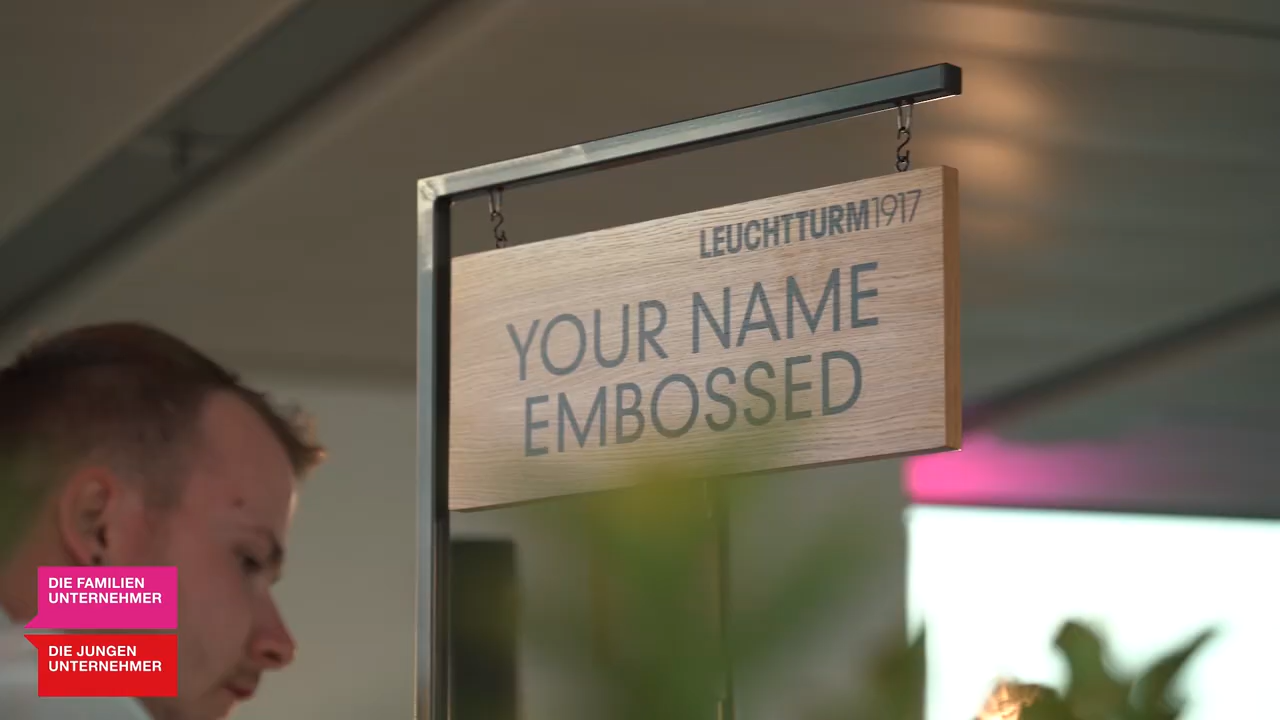 LEUCHTTURM1917
YOUR NAME
EMBOSSED
DIE FAMILIEN
UNTERNEHMER
DIE JUNGEN
UNTERNEHMER